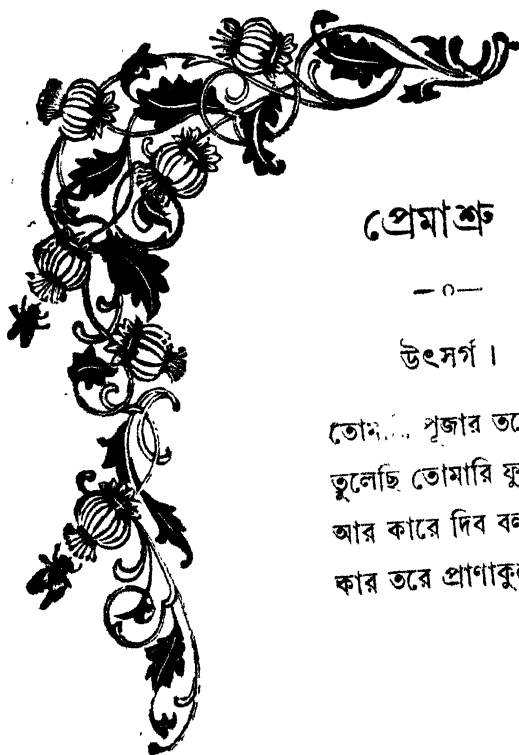 প্রেমাশ্রু
—০—
উৎসর্গ ।
পূজার
তুলেছি তোমারি
আর কারে দিব
কার তরে